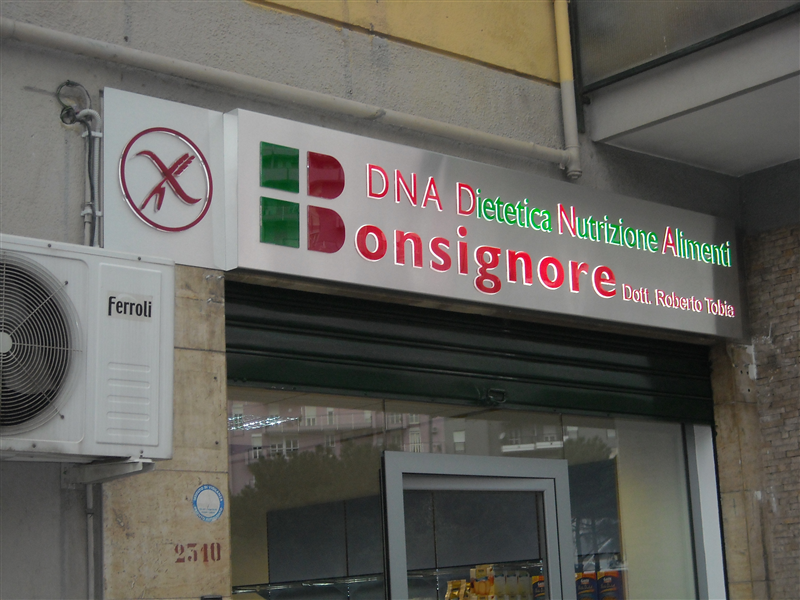 DNA Dietetica Nutrizione Alimenti
Bonsignore
Dott. Roberto Tobia
Ferroli
2310